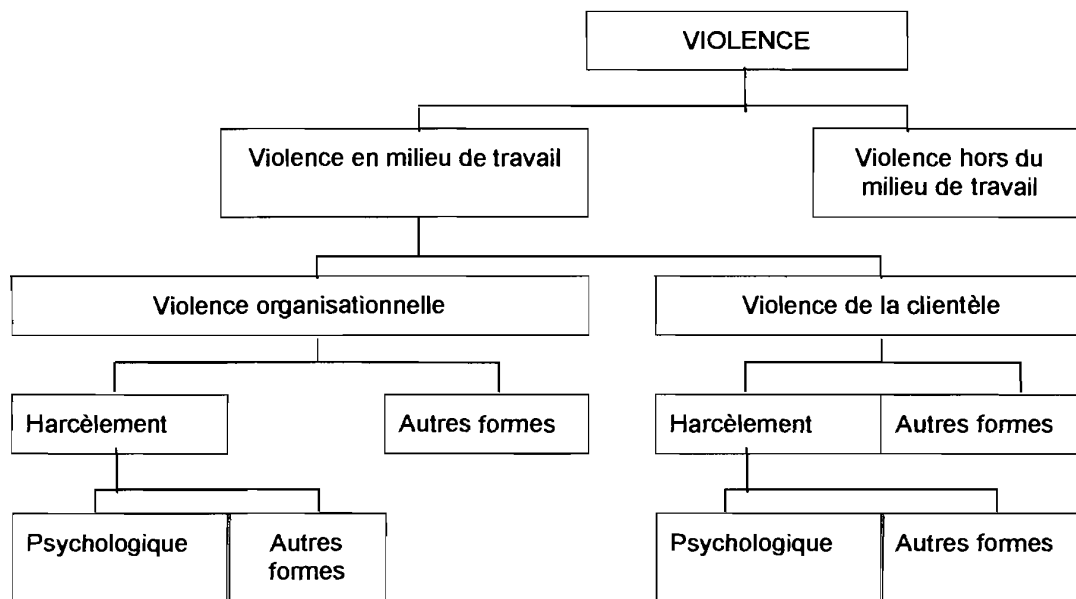 VIOLENCE
Violence en milieu de travail
Violence hors du
milieu de travail
Violence organisationnelle
Violence de la clientèle
Harcèlement
Autres formes
Harcèlement
Autres formes
Psychologique
Autres
formes
Psychologique
Autres formes